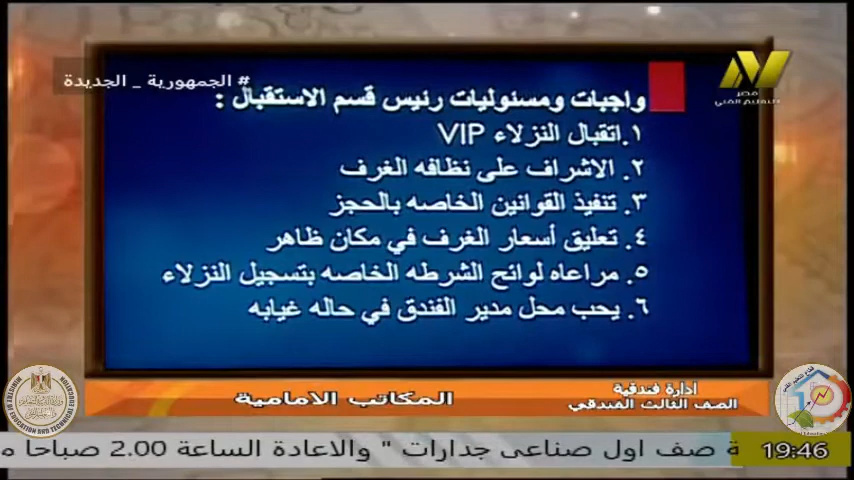 # الجمهورية _ الجديدة
مصر
التعليم الفني
واجبات ومسئوليات رئيس قسم الاستقبال :
١. اتقبال النزلاء VIP
٢. الاشراف على نظافه الغرف
٣. تنفيذ القوانين الخاصه بالحجز
٤. تعليق أسعار الغرف في مكان ظاهر
٥. مراعاه لوائح الشرطه الخاصه بتسجيل النزلاء
٦. يحب محل مدير الفندق في حاله غيابه
ادارة فندقية
الصف الثالث الفندقي
المكاتب الامامية
ة صف اول صناعى جدارات " والاعادة الساعة 2.00 صباحا م
19:46